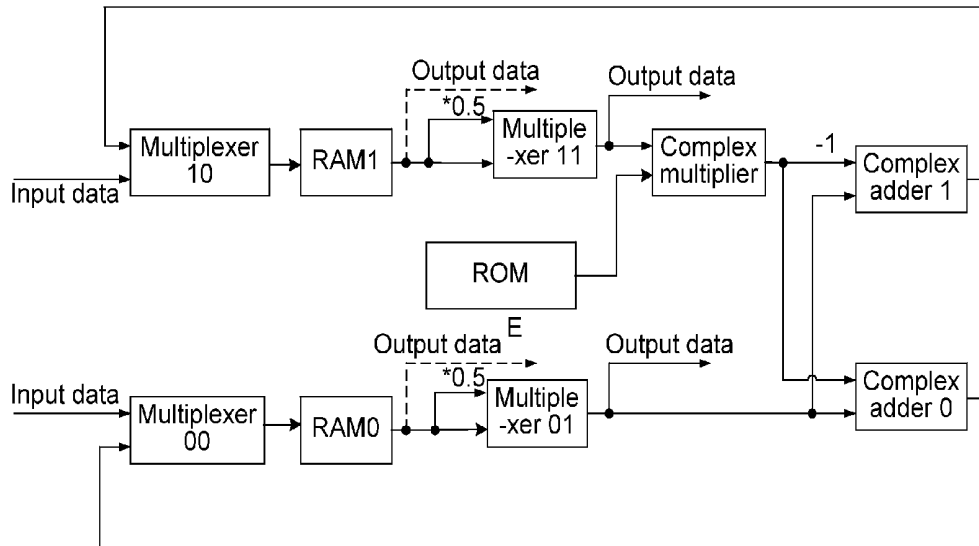 Output data
Output data
*0.5
Multiplexer
10
RAM1
Multiple
-xer 11
Complex
multiplier
-1
Complex
adder 1
Input data
ROM
E
Output data
Output data
*0.5
Input data
Multiplexer
00
RAM0
Multiple
-xer 01
Complex
adder 0